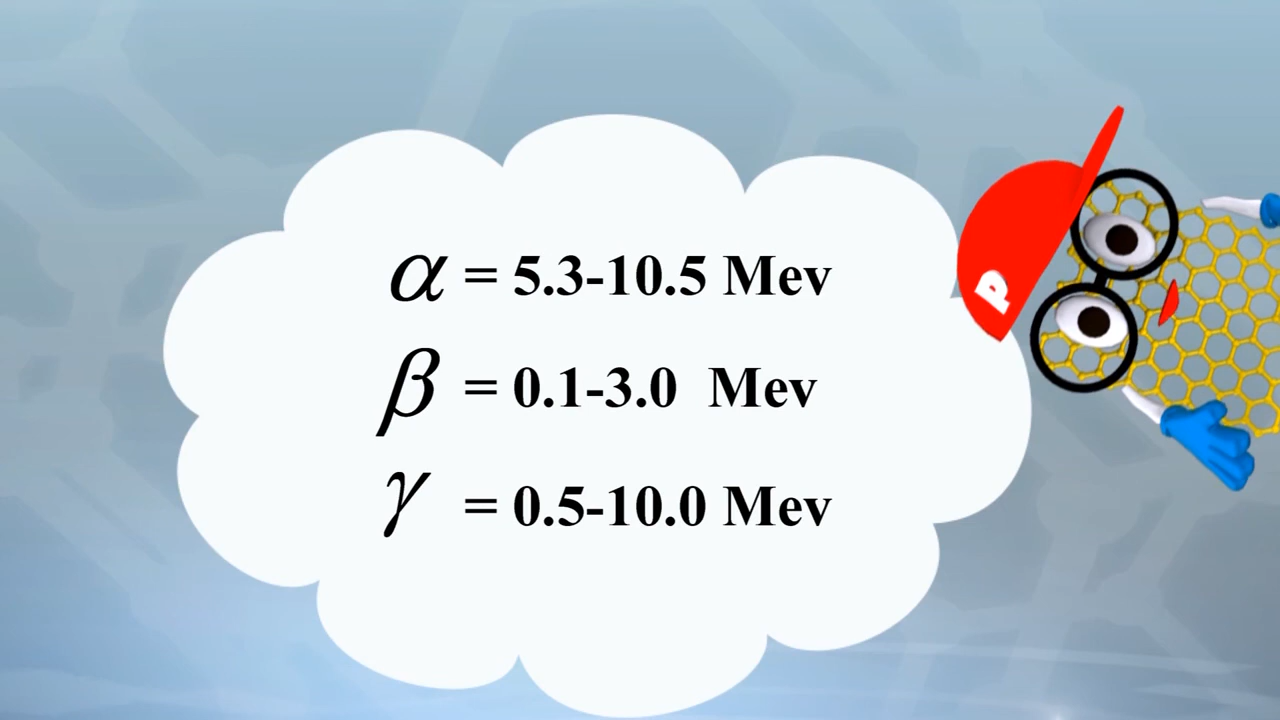 α = 5.3-10.5 Mev
β = 0.1-3.0 Mev
γ = 0.5-10.0 Mev
P